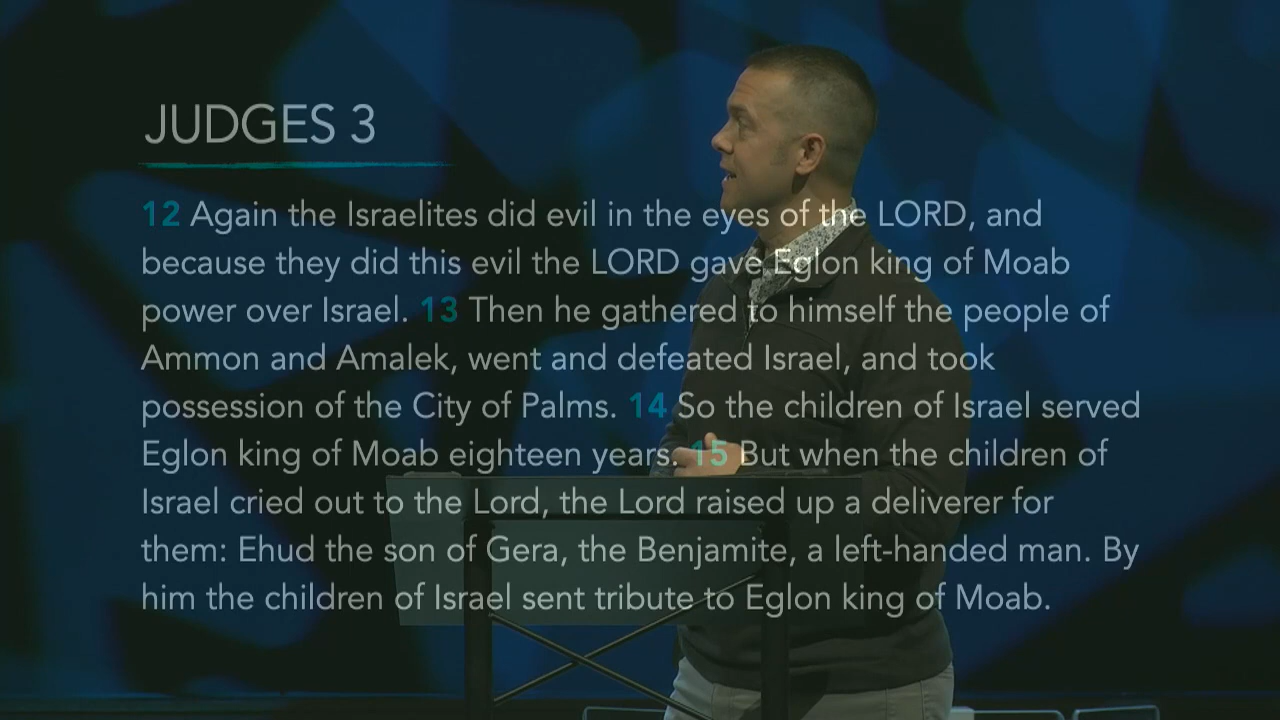 JUDGES 3
12 Again the Israelites did evil in the eyes of the LORD, and
because they did this evil the LORD gave Eglon king of Moab
power over Israel. 13 Then he gathered to himself the people of
Ammon and Amalek, went and defeated Israel, and took
possession of the City of Palms. 14 So the children of Israel served
Eglon king of Moab eighteen years. 15 But when the children of
Israel cried out to the Lord, the Lord raised up a deliverer for
them: Ehud the son of Gera, the Benjamite, a left-handed man. By
him the children of Israel sent tribute to Eglon king of Moab.